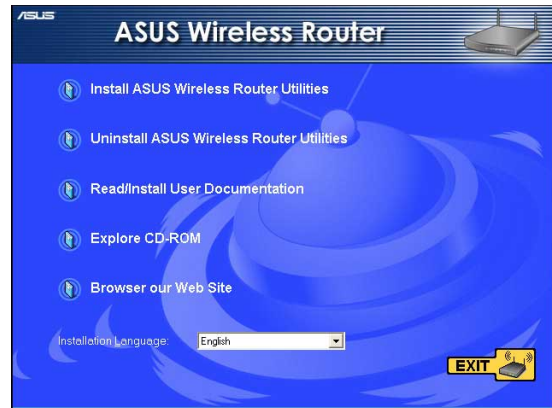 ASUS
ASUS Wireless Router
Install ASUS Wireless Router Utilities
Uninstall ASUS Wireless Router Utilities
Read/Install User Documentation
Explore CD-ROM
Browser our Web Site
Installation Language: English
EXIT